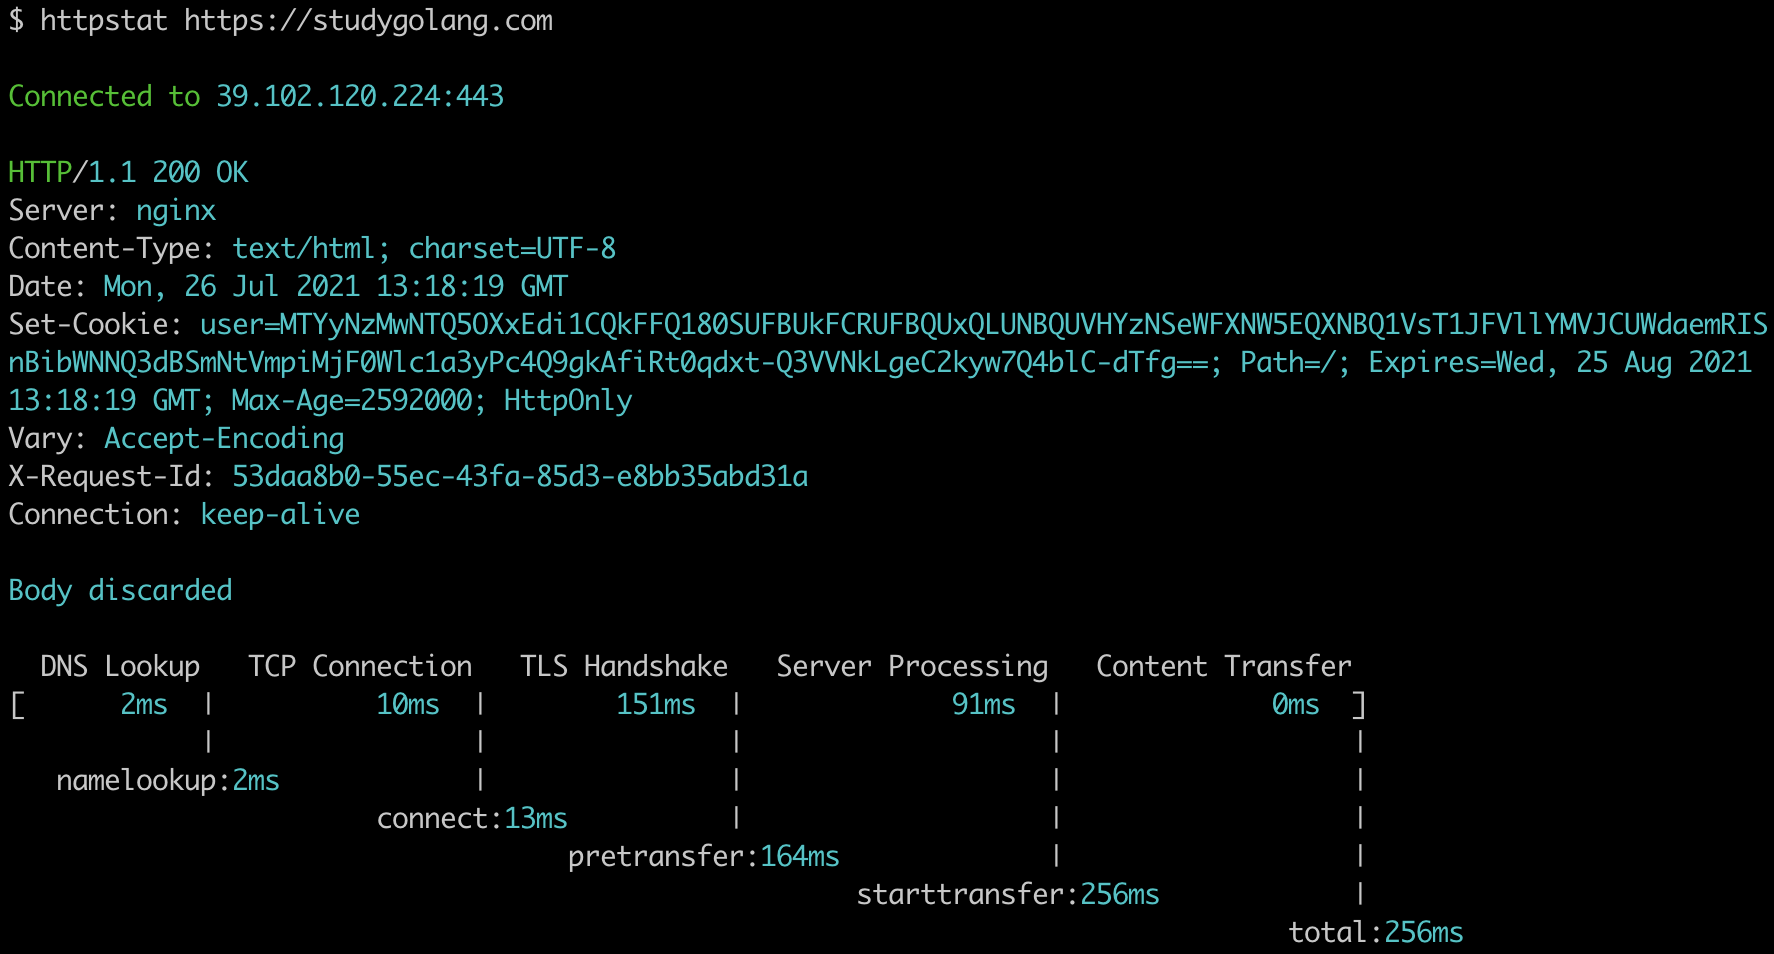 $ httpstat https://studygolang.com
Connected to 39.102.120.224:443
HTTP/1.1 200 OK
Server: nginx
Content-Type: text/html; charset=UTF-8
Date: Mon, 26 Jul 2021 13:18:19 GMT
Set-Cookie: user=MTYyNzMwNTQ5OXxEdi1CQkFFQ180SUFBUkFCRUFBQUxQLUNBQUVHYzNSeWFXNW5EQXNBQ1VsT1JFVllYMVJCUWdaemRIS
nBibWNNQ3dBSmNtVmpiMjF0Wlc1a3yPc4Q9gkAfiRt0qdxt-Q3VVNkLgeC2kyw7Q4blC-dTfg==; Path=/; Expires=Wed, 25 Aug 2021
13:18:19 GMT; Max-Age=2592000; HttpOnly
Vary: Accept-Encoding
X-Request-Id: 53daa8b0-55ec-43fa-85d3-e8bb35abd31a
Connection: keep-alive
Body discarded
DNS Lookup   TCP Connection   TLS Handshake   Server Processing   Content Transfer
[      2ms  |          10ms  |        151ms  |             91ms  |             0ms  ]
|                |               |                   |                  |
namelookup:2ms            |               |                   |                  |
connect:13ms          |                   |                  |
pretransfer:164ms             |                  |
starttransfer:256ms            |
total:256ms